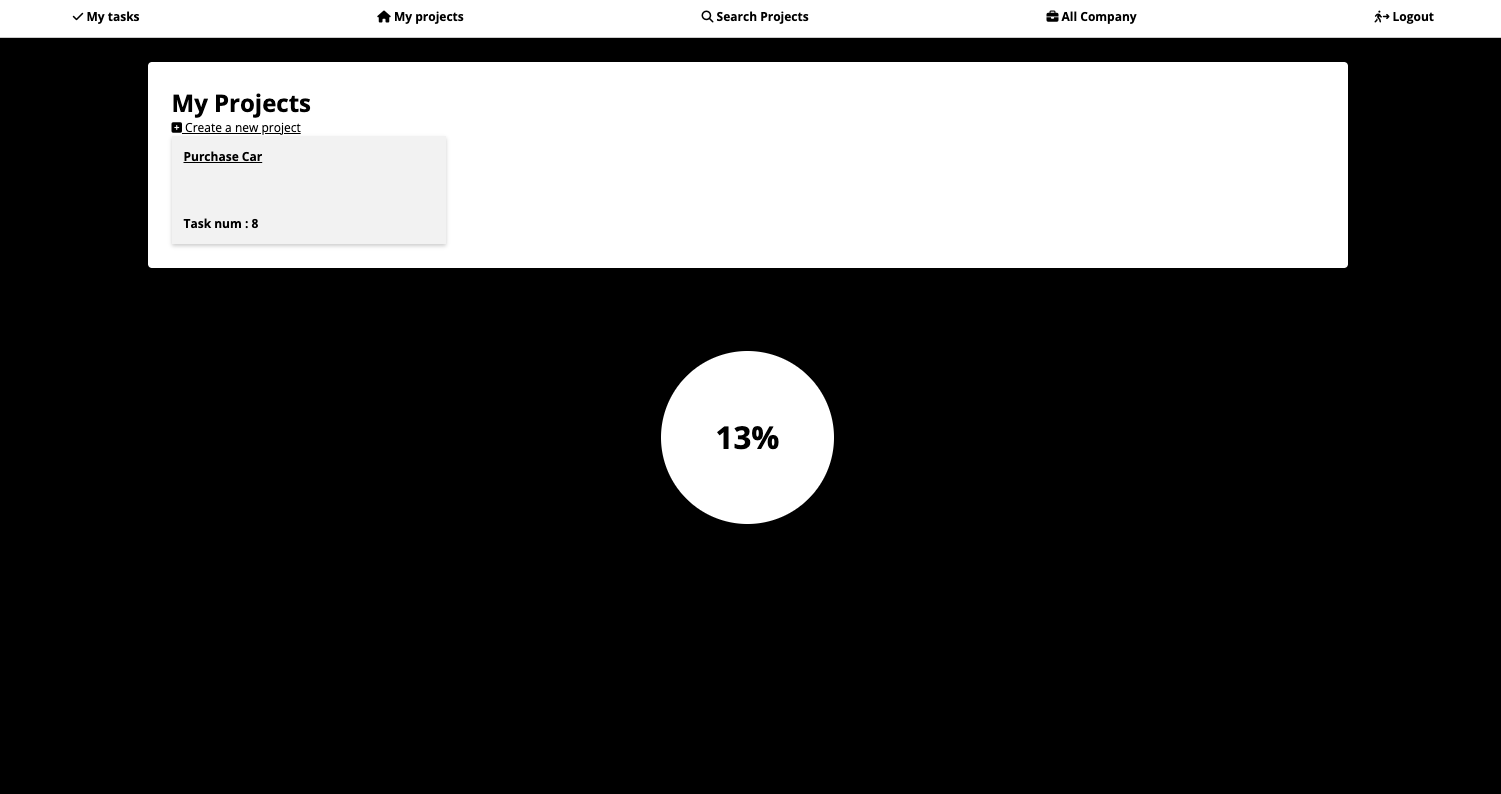 My tasks
My projects
Search Projects
All Company
Logout
My Projects
Create a new project
Purchase Car
Task num : 8
13%